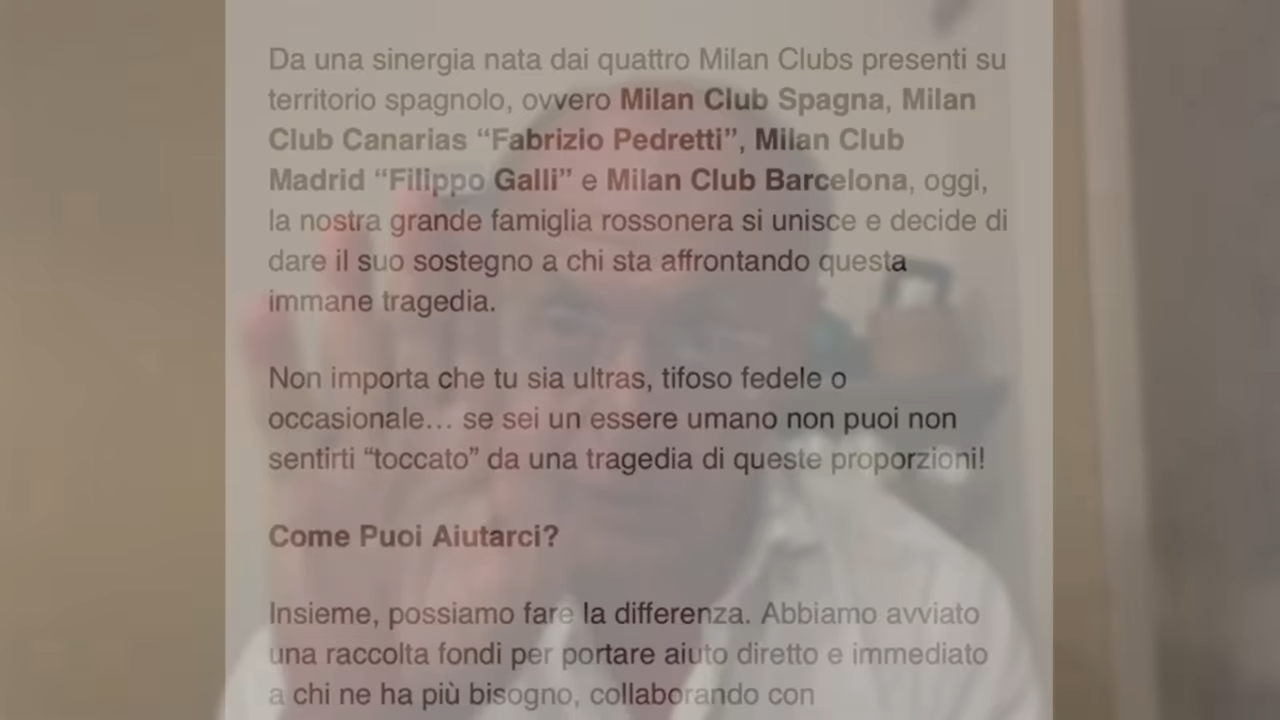 Da una sinergia nata dai quattro Milan Clubs presenti su
territorio spagnolo, ovvero Milan Club Spagna, Milan
Club Canarias “Fabrizio Pedretti”, Milan Club
Madrid “Filippo Galli” e Milan Club Barcelona, oggi,
la nostra grande famiglia rossonera si unisce e decide di
dare il suo sostegno a chi sta affrontando questa
immane tragedia.
Non importa che tu sia ultras, tifoso fedele o
occasionale… se sei un essere umano non puoi non
sentirti “toccato” da una tragedia di queste proporzioni!
Come Puoi Aiutarci?
Insieme, possiamo fare la differenza. Abbiamo avviato
una raccolta fondi per portare aiuto diretto e immediato
a chi ne ha più bisogno, collaborando con